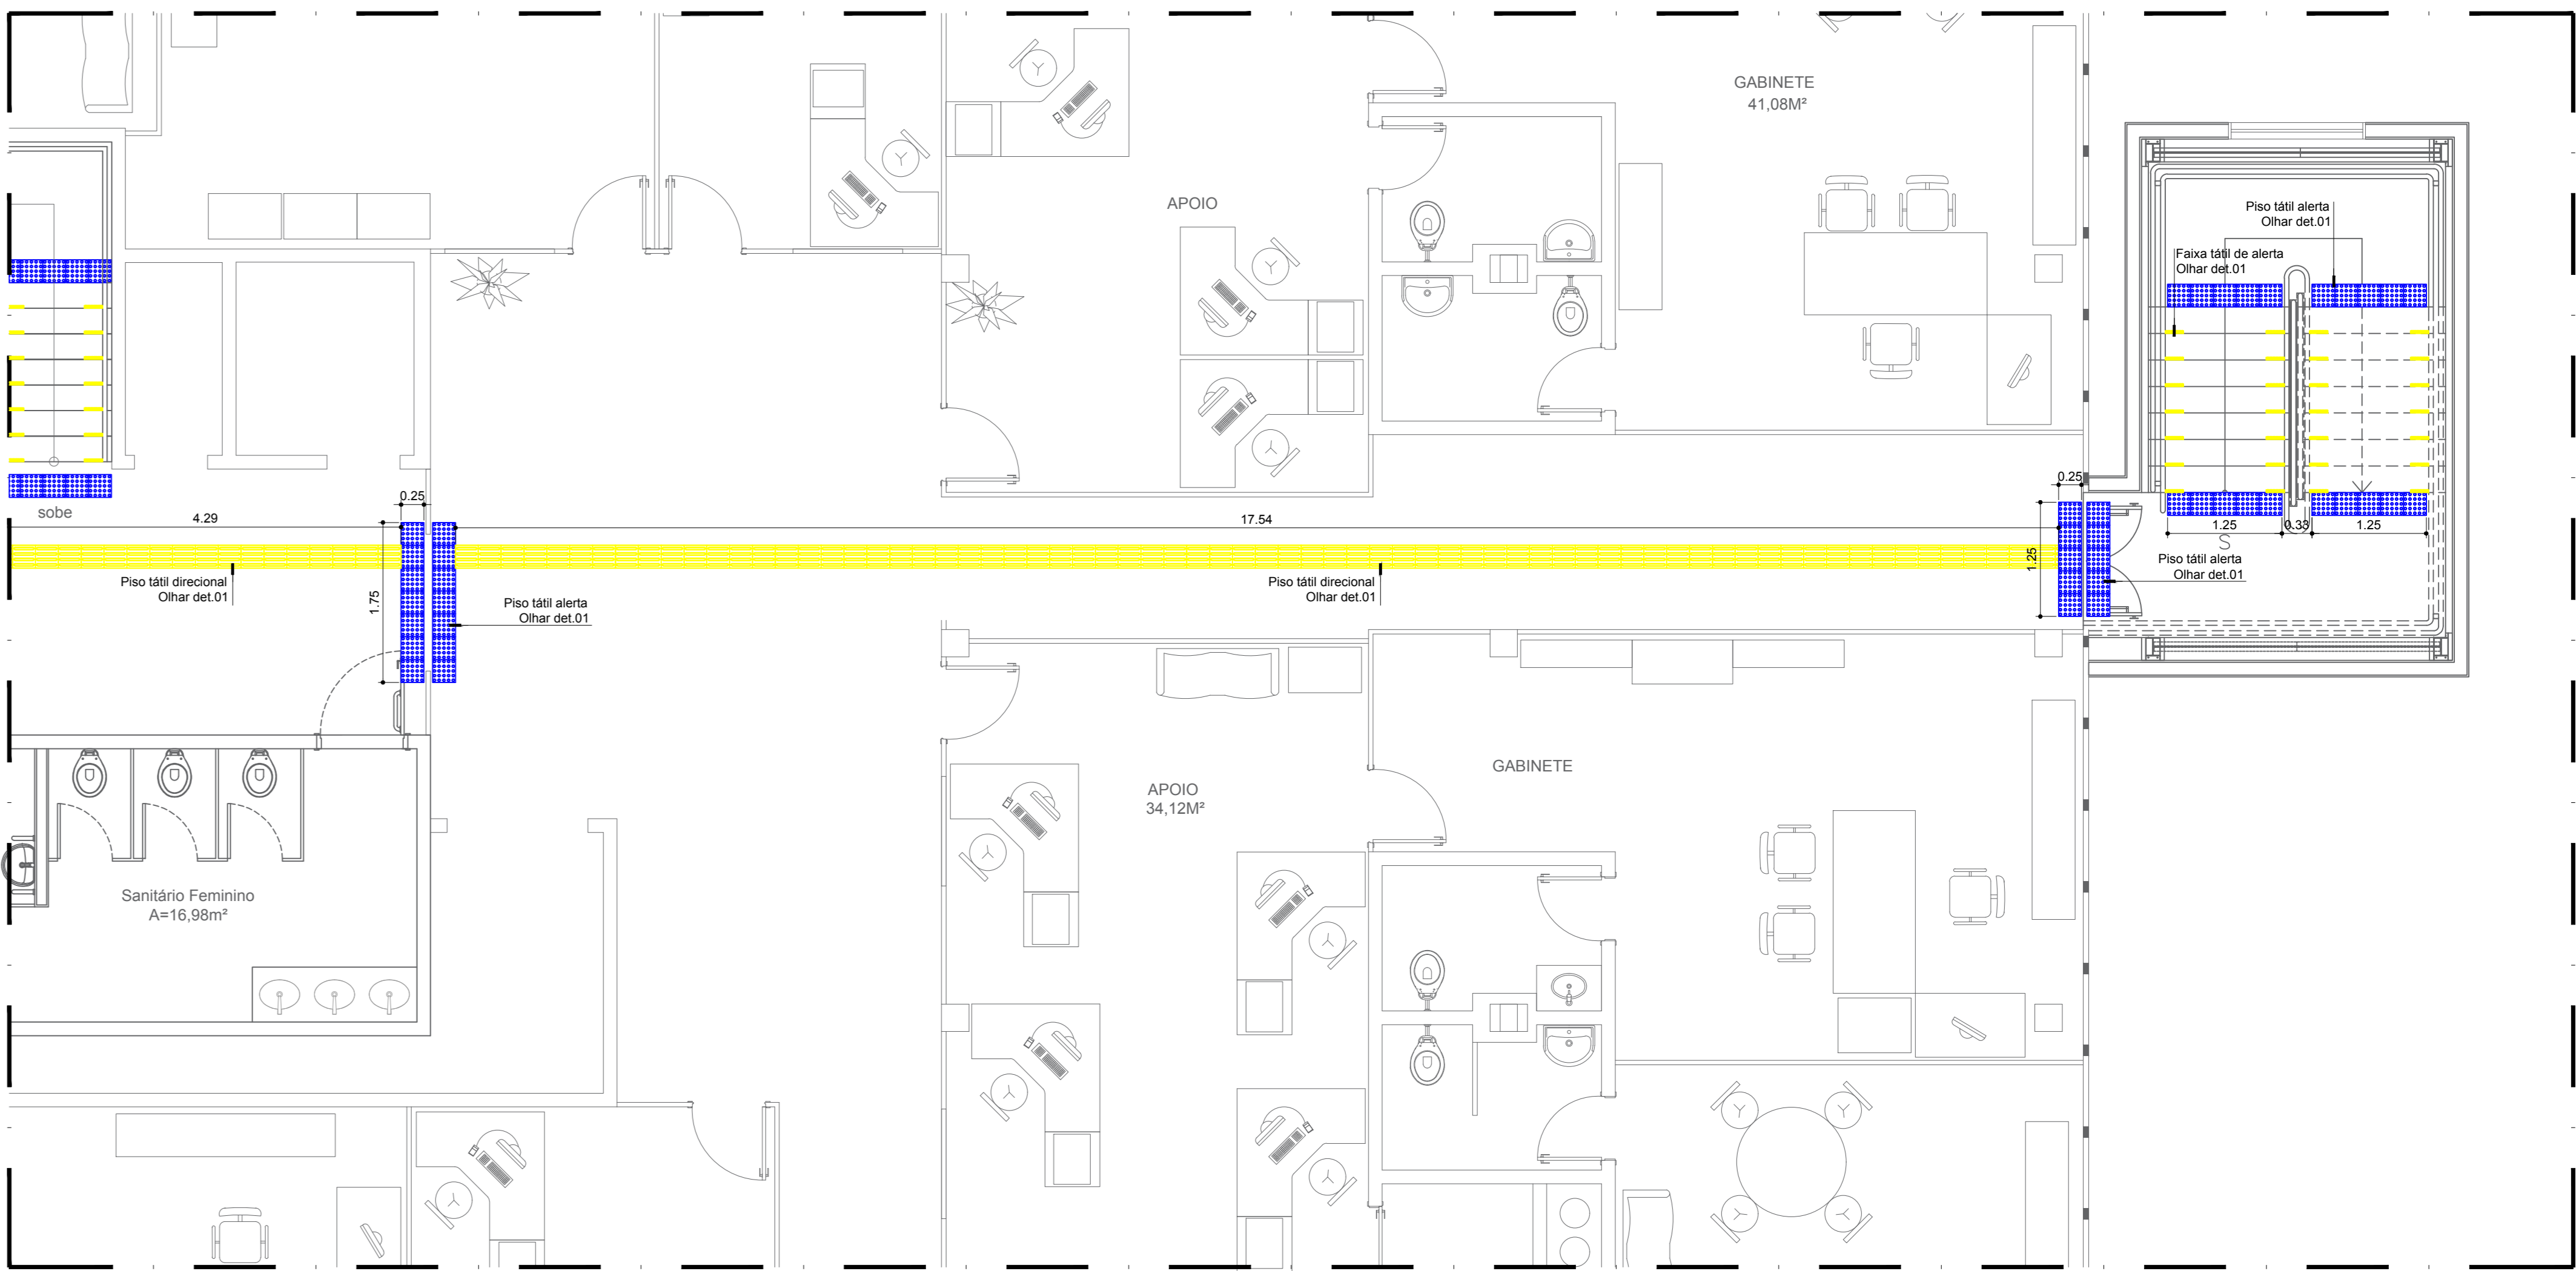 GABINETE
41,08M²
APOIO
Piso tátil alerta
Olhar det.01
Faixa tátil de alerta
Olhar det.01
sobe
4.29
0.25
17.54
0.25
1.25
0.33
1.25
S
Piso tátil direcional
Olhar det.01
1.75
Piso tátil alerta
Olhar det.01
Piso tátil direcional
Olhar det.01
1.25
Piso tátil alerta
Olhar det.01
GABINETE
APOIO
34,12M²
Sanitário Feminino
A=16,98m²